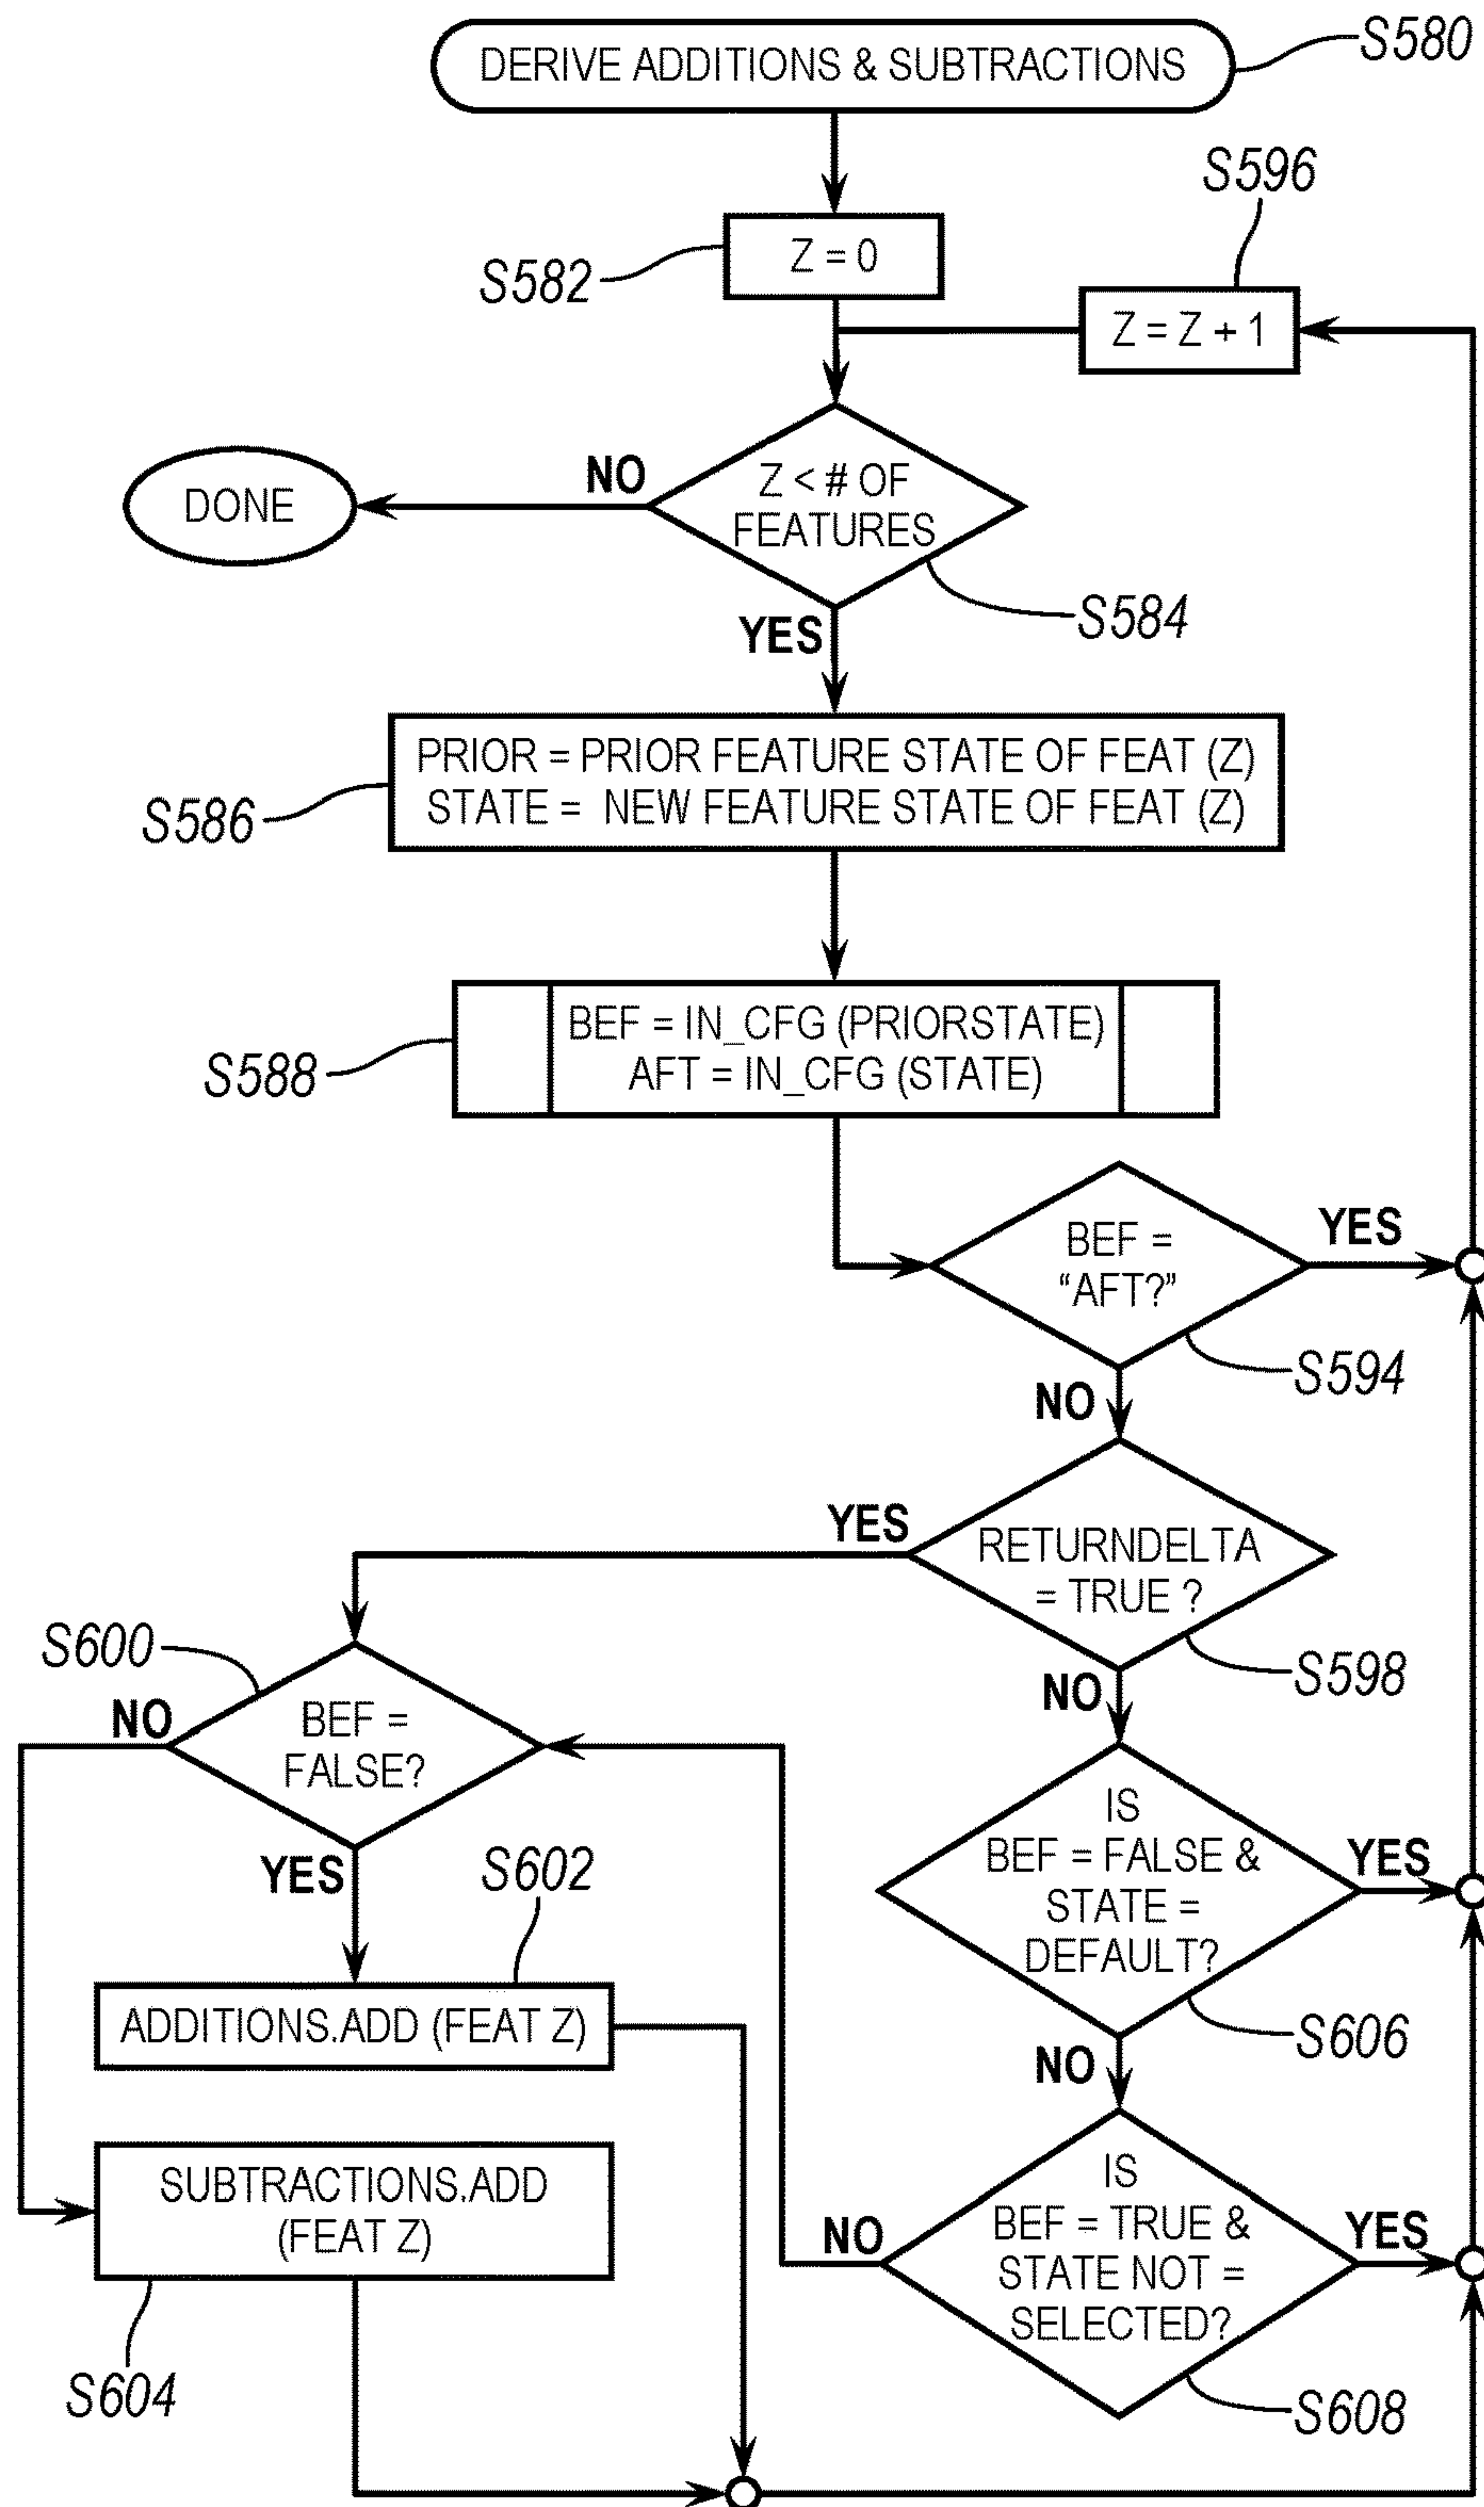 DERIVE ADDITIONS & SUBTRACTIONS
S580
S596
Z = 0
S582
Z = Z + 1
NO
Z < # OF
FEATURES
DONE
S584
YES
PRIOR = PRIOR FEATURE STATE OF FEAT (Z)
STATE = NEW FEATURE STATE OF FEAT (Z)
S586
BEF = IN_CFG (PRIORSTATE)
AFT = IN_CFG (STATE)
S588
BEF =
“AFT?”
YES
S594
NO
YES
RETURNDELTA
= TRUE ?
S598
S600
NO
BEF =
FALSE?
NO
YES
IS
BEF = FALSE &
STATE =
DEFAULT?
YES
S602
S606
ADDITIONS.ADD (FEAT Z)
NO
SUBTRACTIONS.ADD
(FEAT Z)
NO
IS
BEF = TRUE &
STATE NOT =
SELECTED?
YES
S604
S608